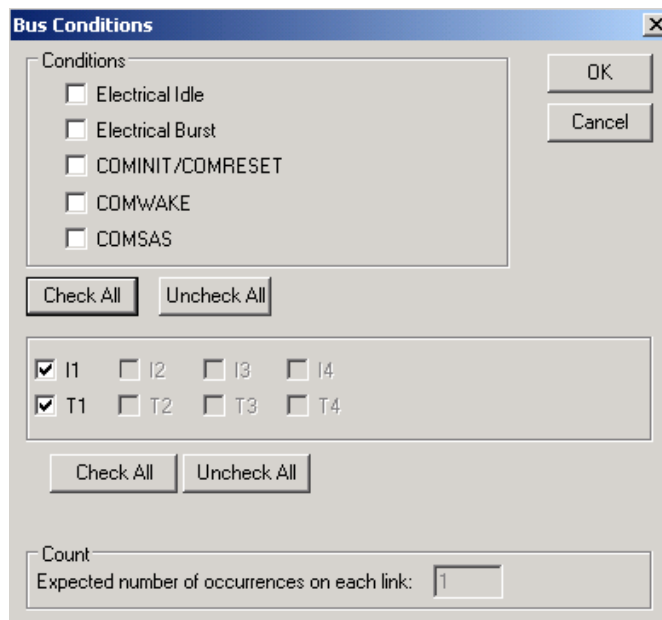 Bus Conditions
Conditions
Electrical Idle
Electrical Burst
COMINIT/COMRESET
COMWAKE
COMSAS
OK
Cancel
Check All Uncheck All
I1 I2 I3 I4
T1 T2 T3 T4
Check All Uncheck All
Count
Expected number of occurrences on each link: 1